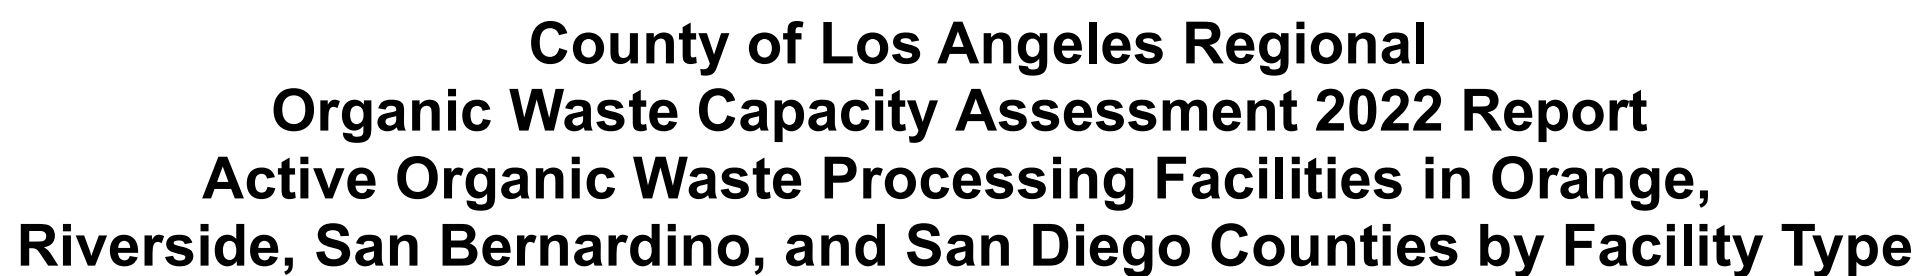 County of Los Angeles Regional
Organic Waste Capacity Assessment 2022 Report
Active Organic Waste Processing Facilities in Orange,
Riverside, San Bernardino, and San Diego Counties by Facility Type